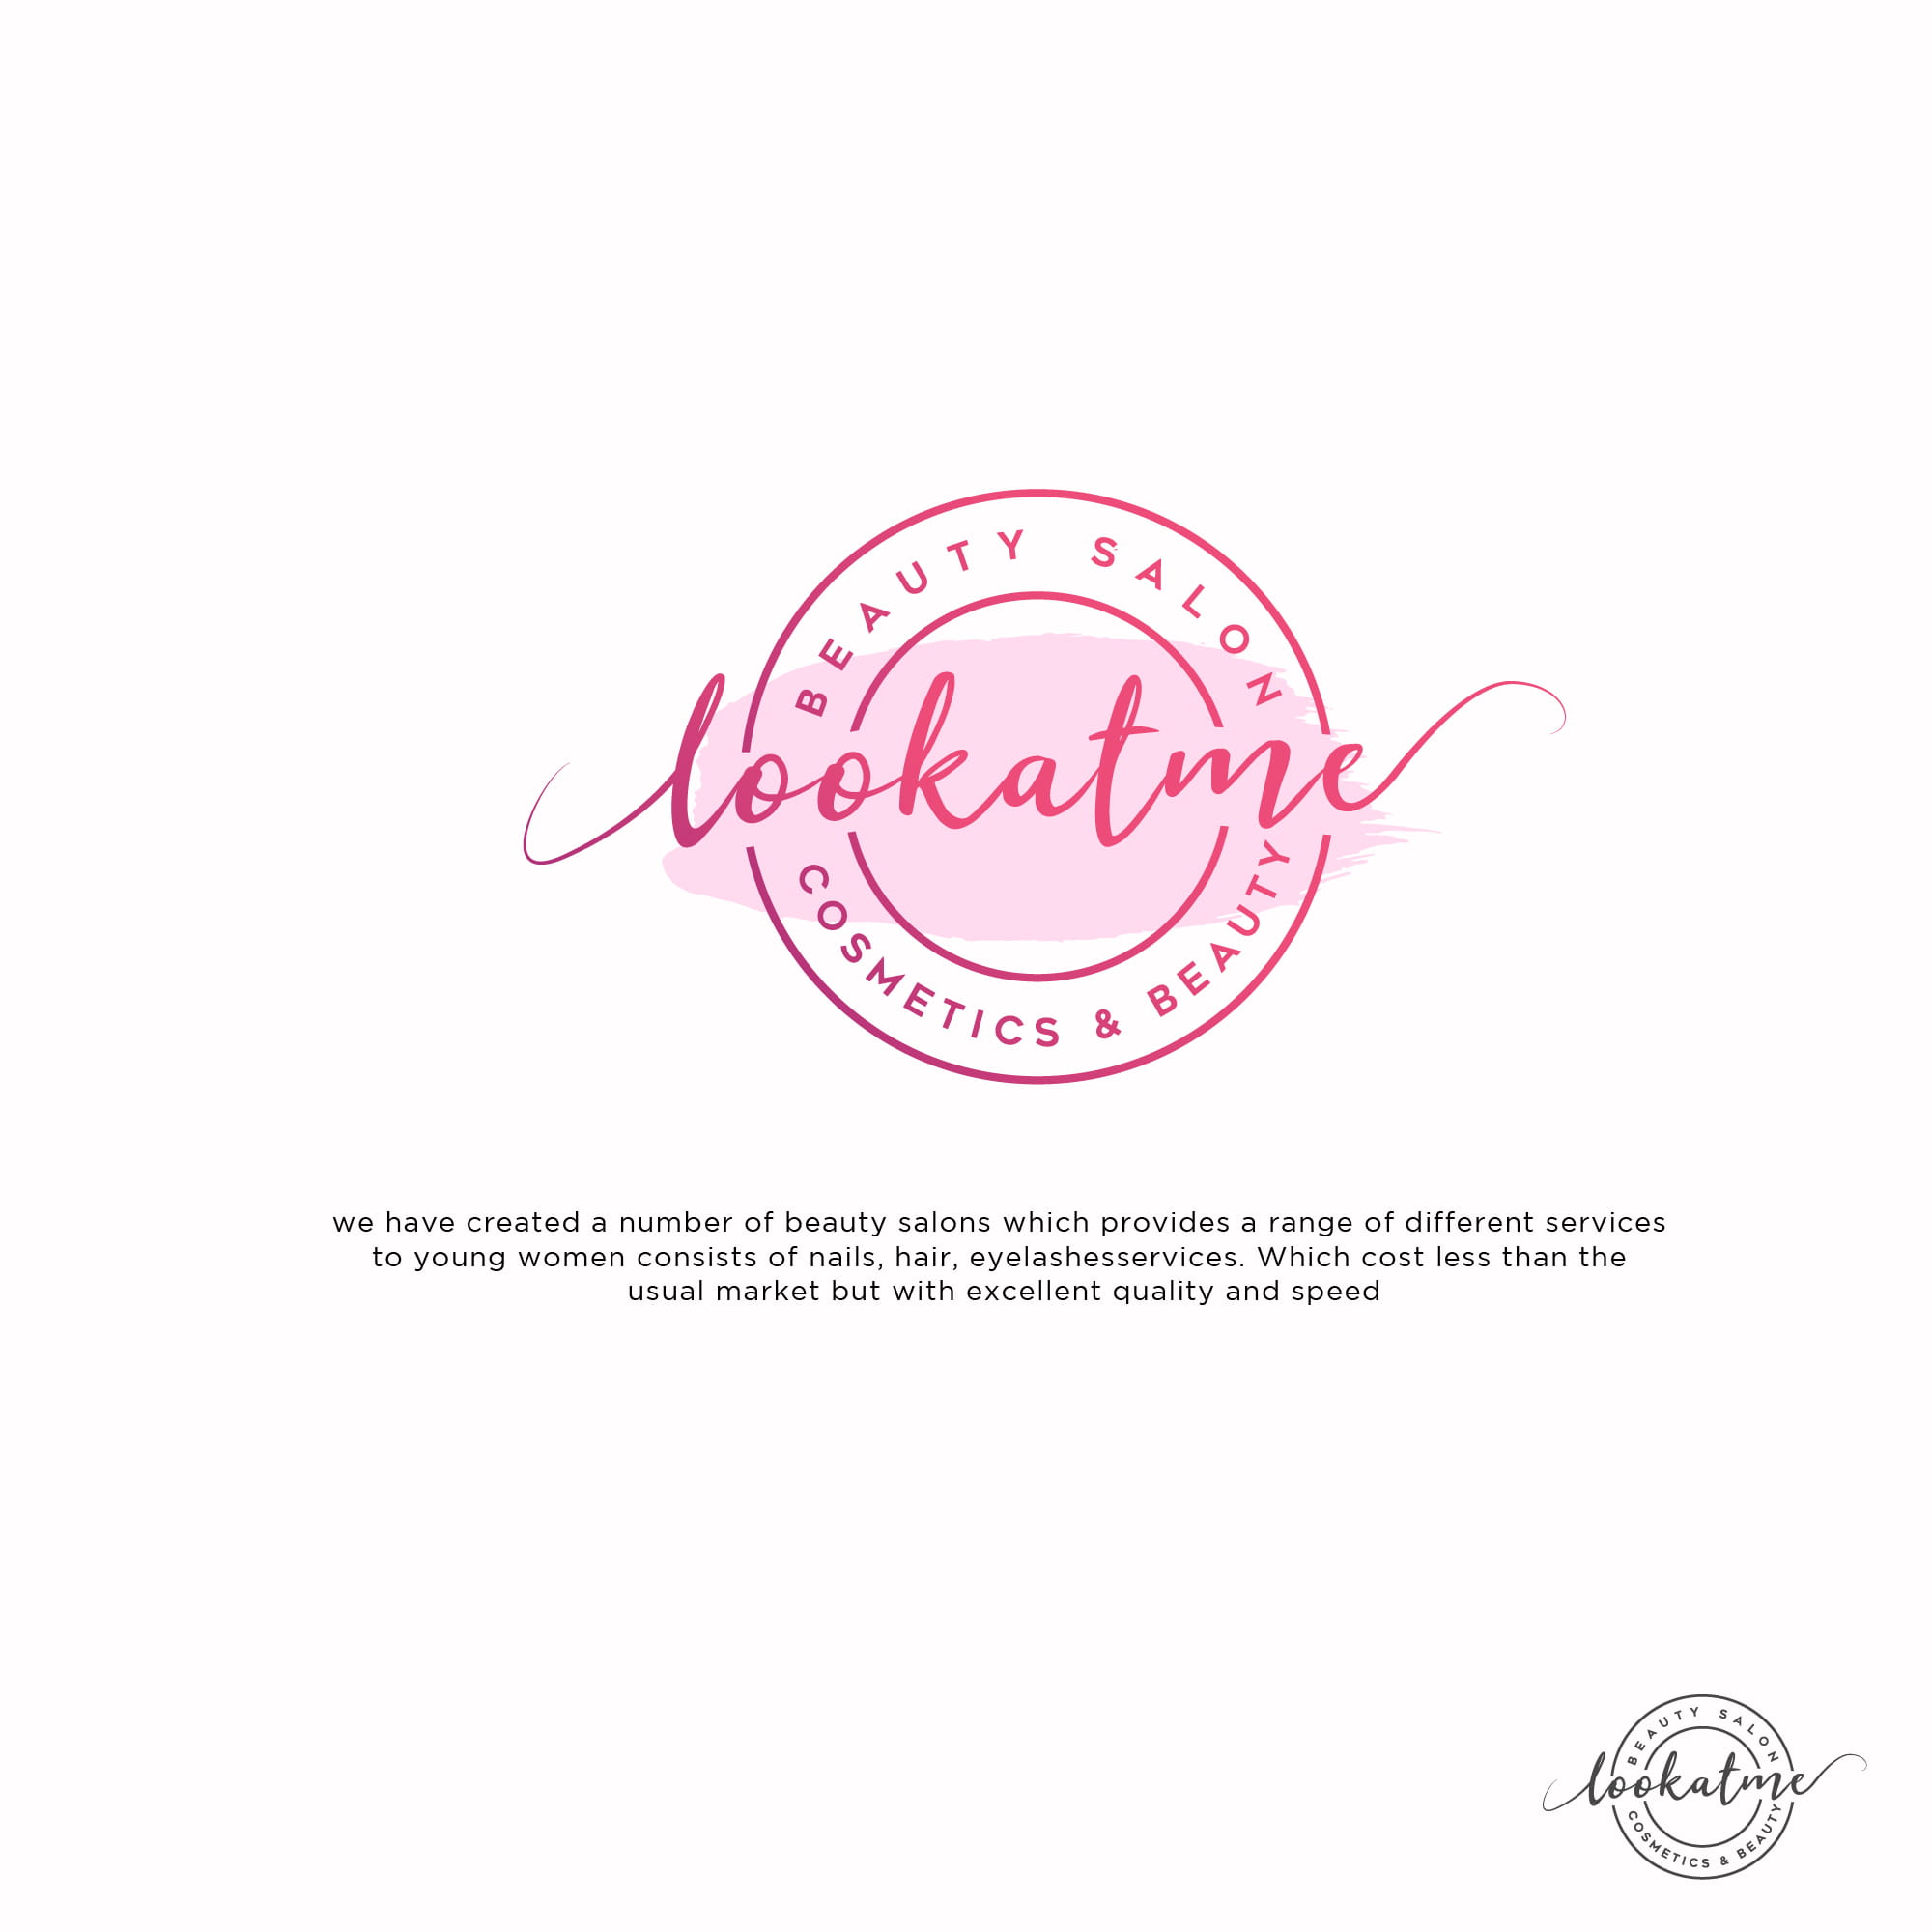 BEAUTY SALON
lookatme
COSMETICS & BEAUTY
we have created a number of beauty salons which provides a range of different services
to young women consists of nails, hair, eyelashesservices. Which cost less than the
usual market but with excellent quality and speed
BEAUTY SALON
lookatme
COSMETICS & BEAUTY